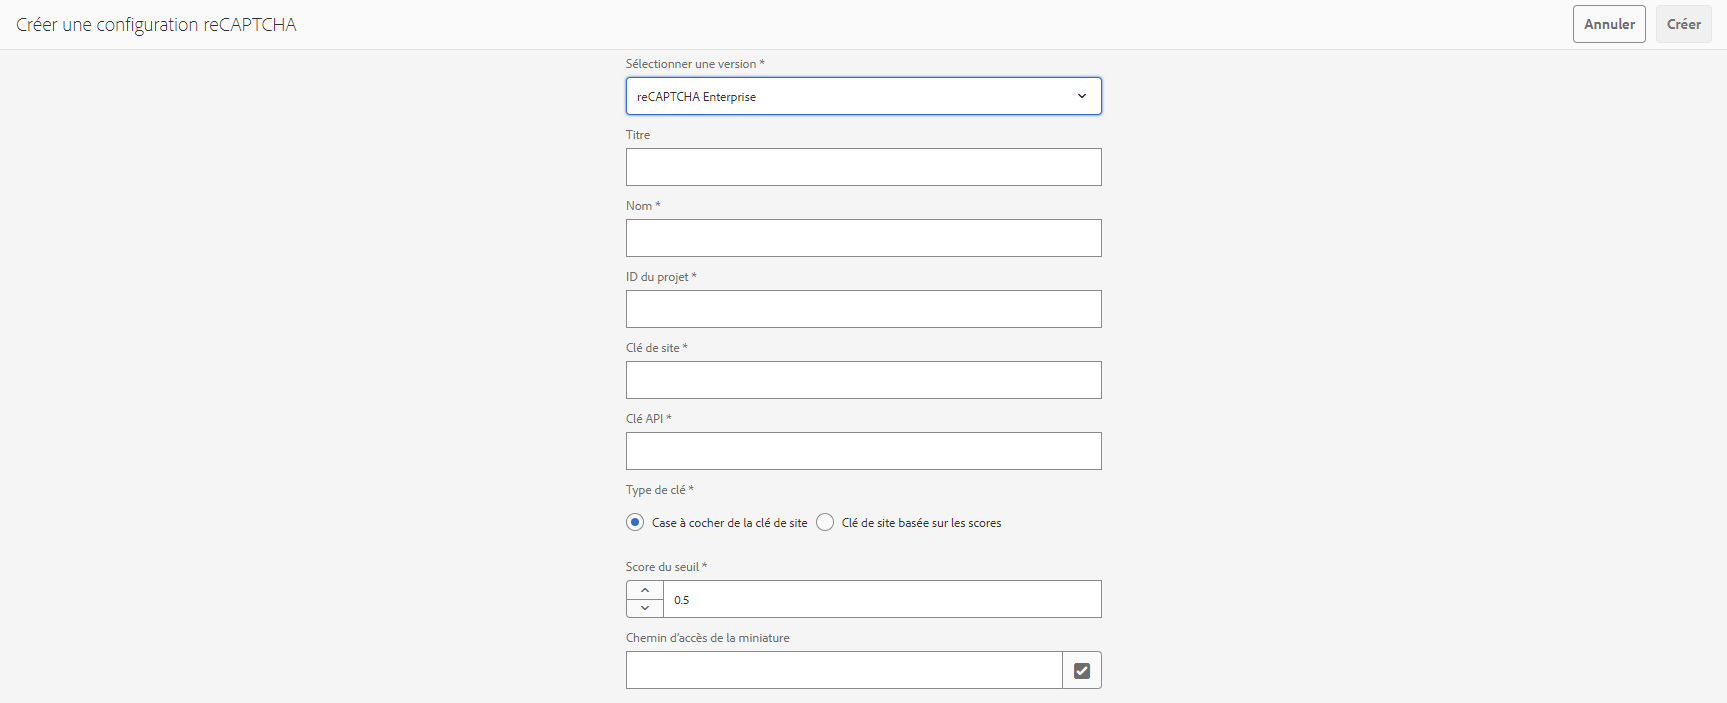 Créer une configuration reCAPTCHA
Annuler
Créer
Sélectionner une version *
reCAPTCHA Enterprise
Titre
Nom *
ID du projet *
Clé de site *
Clé API *
Type de clé *
Case à cocher de la clé de site
Clé de site basée sur les scores
Score du seuil *
0.5
Chemin d’accès de la miniature